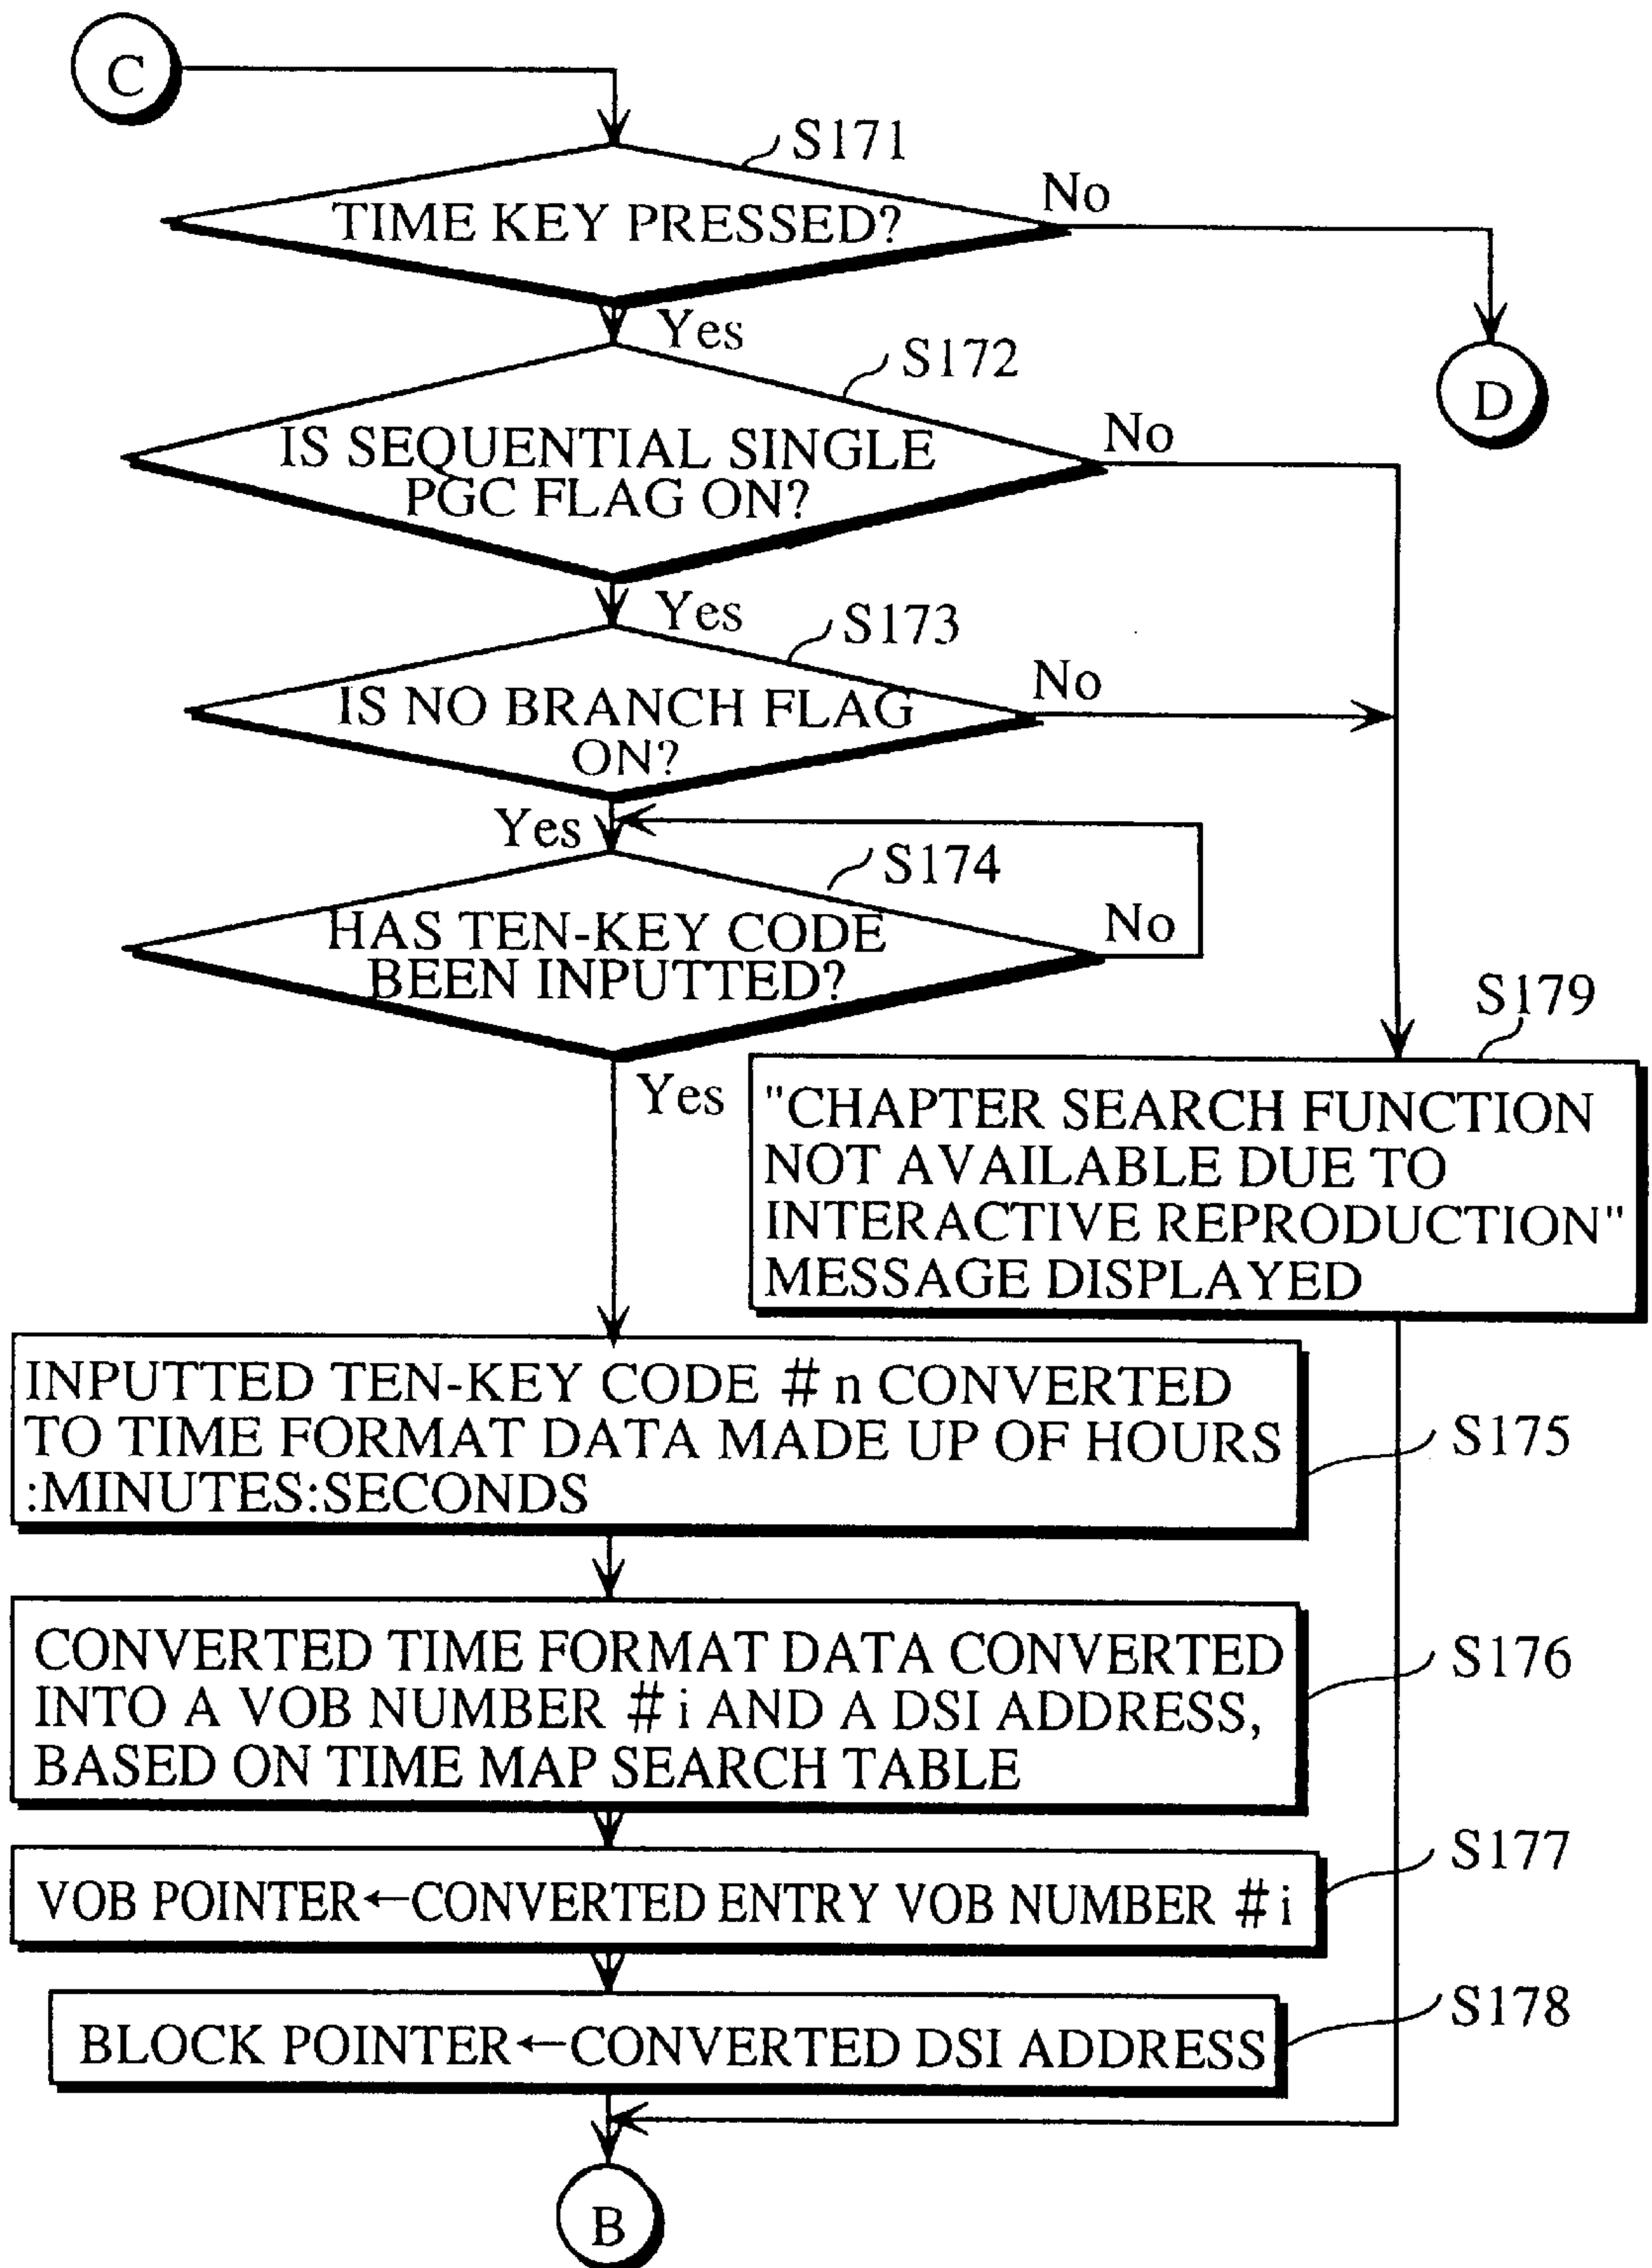 C
S171
TIME KEY PRESSED?
No
Yes
D
S172
IS SEQUENTIAL SINGLE
PGC FLAG ON?
No
Yes
S173
IS NO BRANCH FLAG
ON?
No
Yes
S174
HAS TEN-KEY CODE
BEEN INPUTTED?
No
Yes
S179
"CHAPTER SEARCH FUNCTION
NOT AVAILABLE DUE TO
INTERACTIVE REPRODUCTION"
MESSAGE DISPLAYED
INPUTTED TEN-KEY CODE #n CONVERTED
TO TIME FORMAT DATA MADE UP OF HOURS
:MINUTES:SECONDS
S175
CONVERTED TIME FORMAT DATA CONVERTED
INTO A VOB NUMBER #i AND A DSI ADDRESS,
BASED ON TIME MAP SEARCH TABLE
S176
VOB POINTER←CONVERTED ENTRY VOB NUMBER #i
S177
BLOCK POINTER←CONVERTED DSI ADDRESS
S178
B